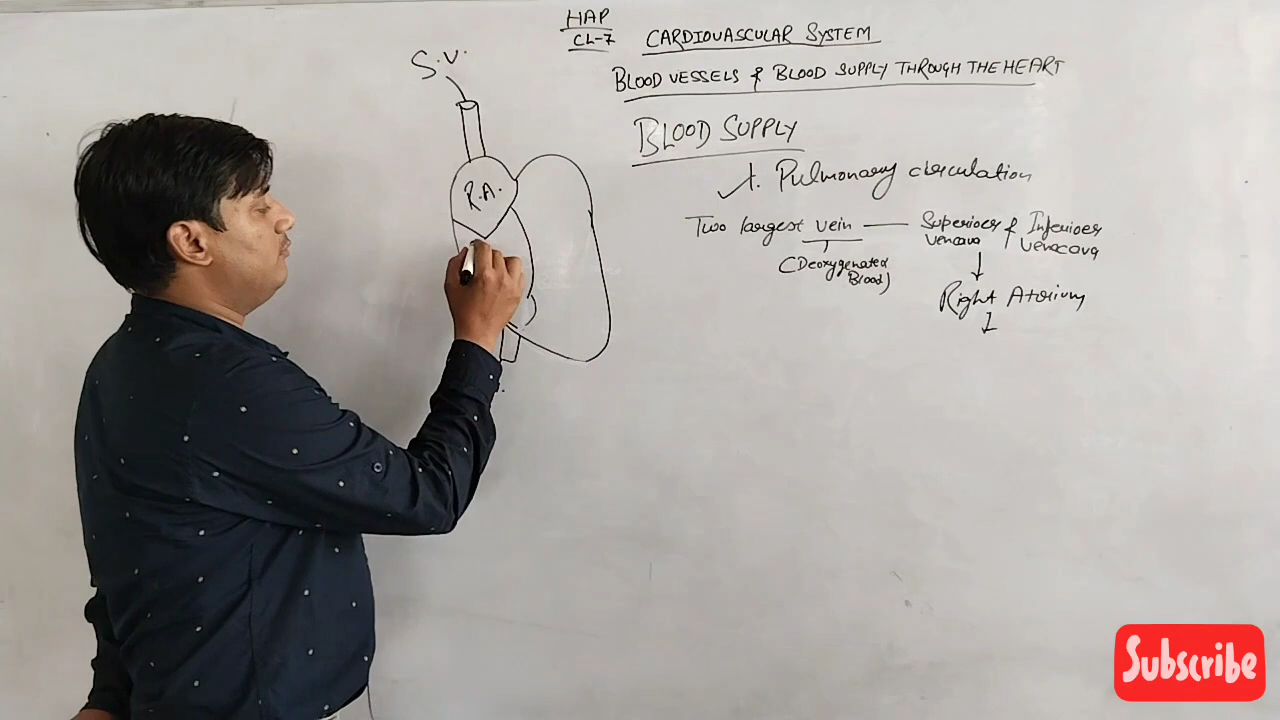 HAP
CL-7
CARDIOVASCULAR SYSTEM
BLOOD VESSELS & BLOOD SUPPLY THROUGH THE HEART
S.V.
R.A.
BLOOD SUPPLY
1. Pulmonary circulation
Two largest vein — Superior & Inferior
vencava venacava
(Deoxygenated
Blood)
Right Atrium
Subscribe